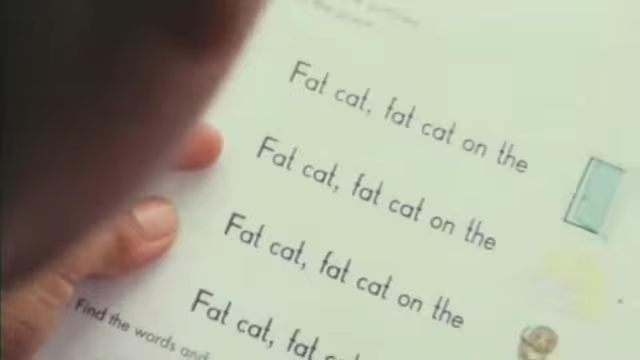 Fat cat, fat cat on the
Fat cat, fat cat on the
Fat cat, fat cat on the
Fat cat, fat
Find the words and